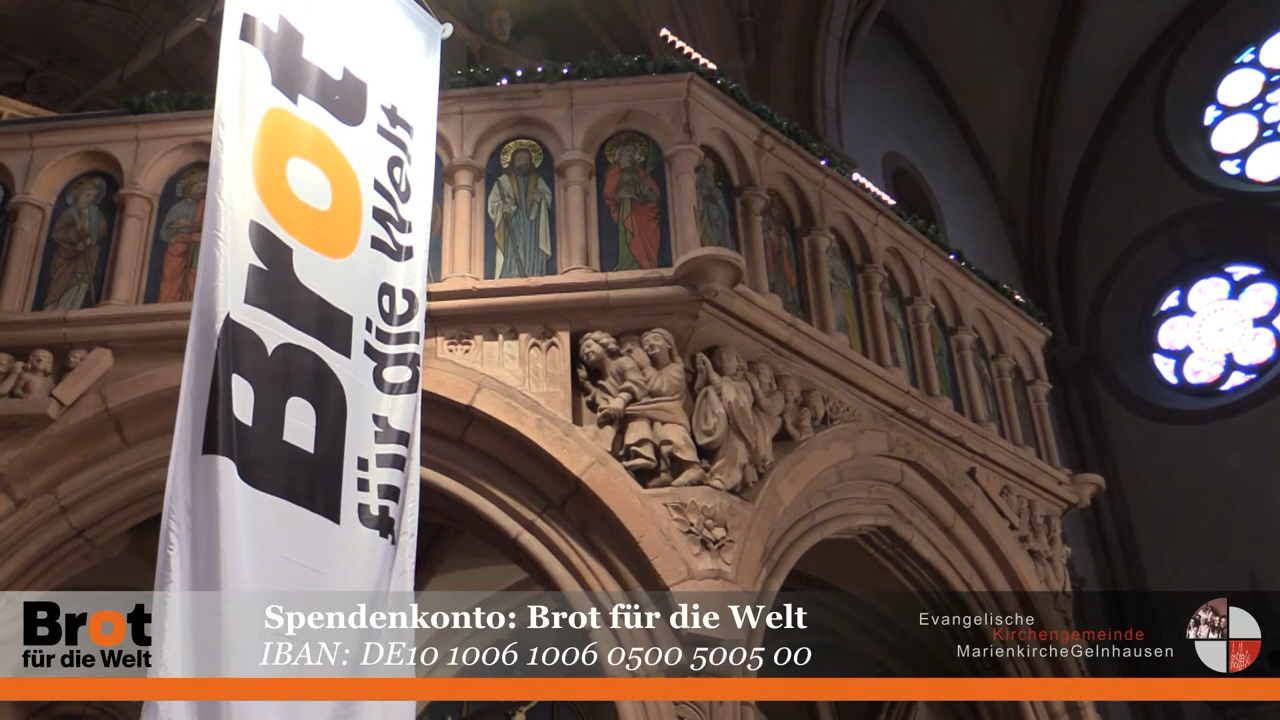 Brot
für die Welt
Brot
für die Welt
Spendenkonto: Brot für die Welt
IBAN: DE10 1006 1006 0500 5005 00
Evangelische
Kirchengemeinde
MarienkircheGelnhausen